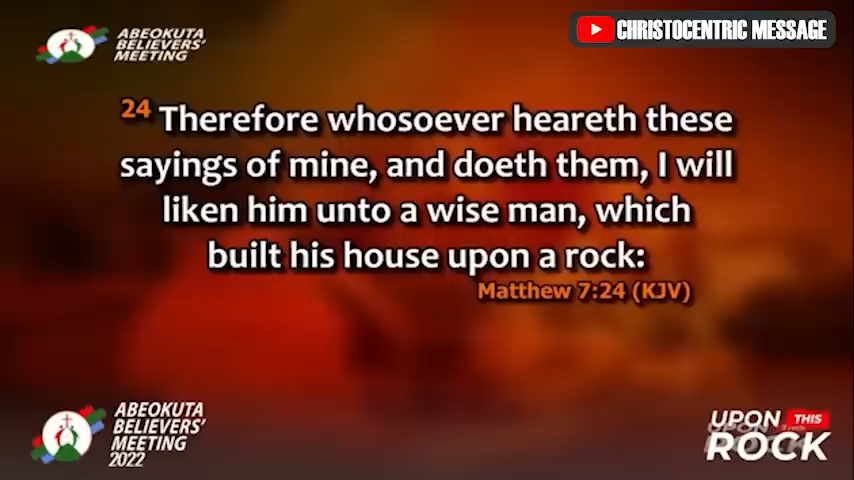 ABEOKUTA
BELIEVERS'
MEETING
CHRISTOCENTRIC MESSAGE
24 Therefore whosoever heareth these
sayings of mine, and doeth them, I will
liken him unto a wise man, which
built his house upon a rock:
Matthew 7:24 (KJV)
ABEOKUTA
BELIEVERS'
MEETING
2022
UPON THIS
ROCK